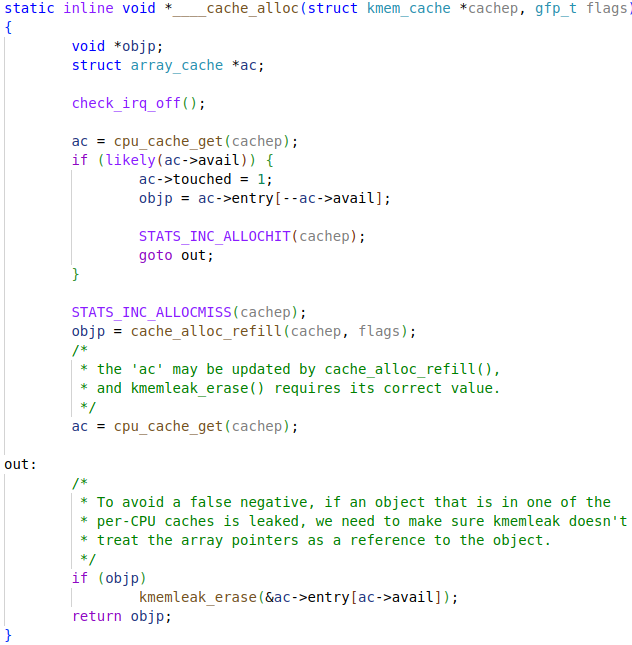 static inline void *____cache_alloc(struct kmem_cache *cachep, gfp_t flags)
{
        void *objp;
        struct array_cache *ac;

        check_irq_off();

        ac = cpu_cache_get(cachep);
        if (likely(ac->avail)) {
                ac->touched = 1;
                objp = ac->entry[--ac->avail];

                STATS_INC_ALLOCHIT(cachep);
                goto out;
        }

        STATS_INC_ALLOCMISS(cachep);
        objp = cache_alloc_refill(cachep, flags);
        /*
         * the 'ac' may be updated by cache_alloc_refill(),
         * and kmemleak_erase() requires its correct value.
         */
        ac = cpu_cache_get(cachep);

out:
        /*
         * To avoid a false negative, if an object that is in one of the
         * per-CPU caches is leaked, we need to make sure kmemleak doesn't
         * treat the array pointers as a reference to the object.
         */
        if (objp)
                kmemleak_erase(&ac->entry[ac->avail]);
        return objp;
}